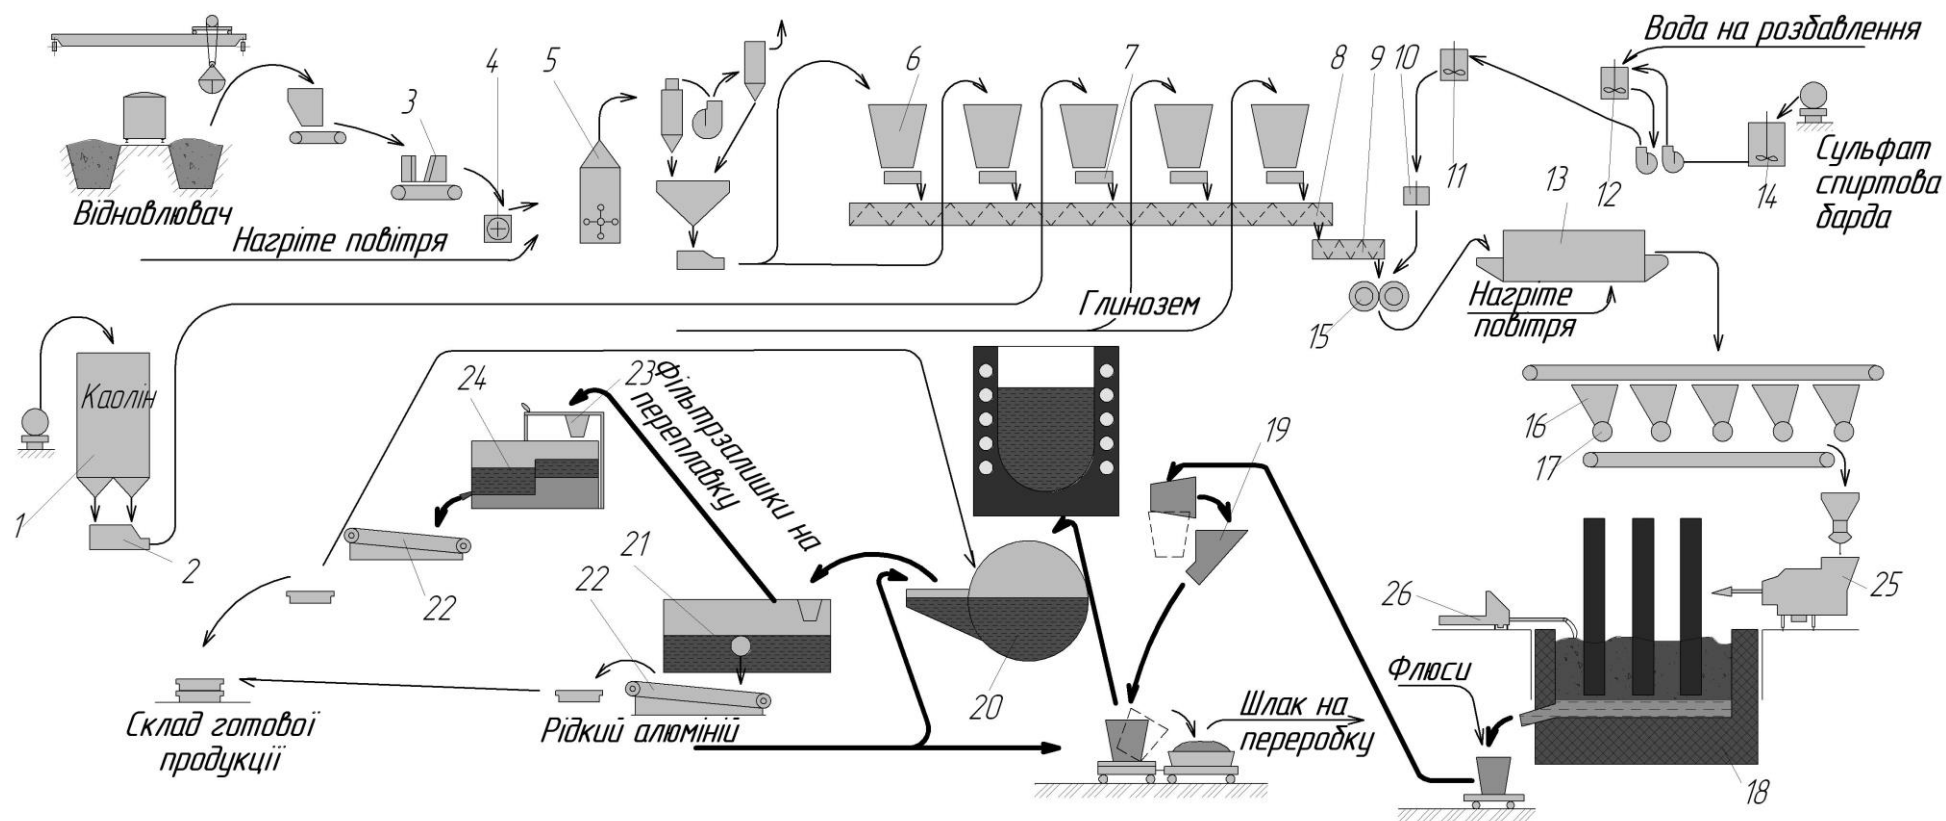 Вода на розбавлення
4
5
6
7
8
9
10
3
11
12
13
14
Сульфат
спиртова
барда
Відновлювач
Нагріте повітря
Глинозем
15
Нагріте
повітря
Каолін
1
2
24
23
Фільтрзалишки на
переплавку
19
16
17
22
21
22
20
25
26
Флюси
18
Шлак на
переробку
Рідкий алюміній
Склад готової
продукції